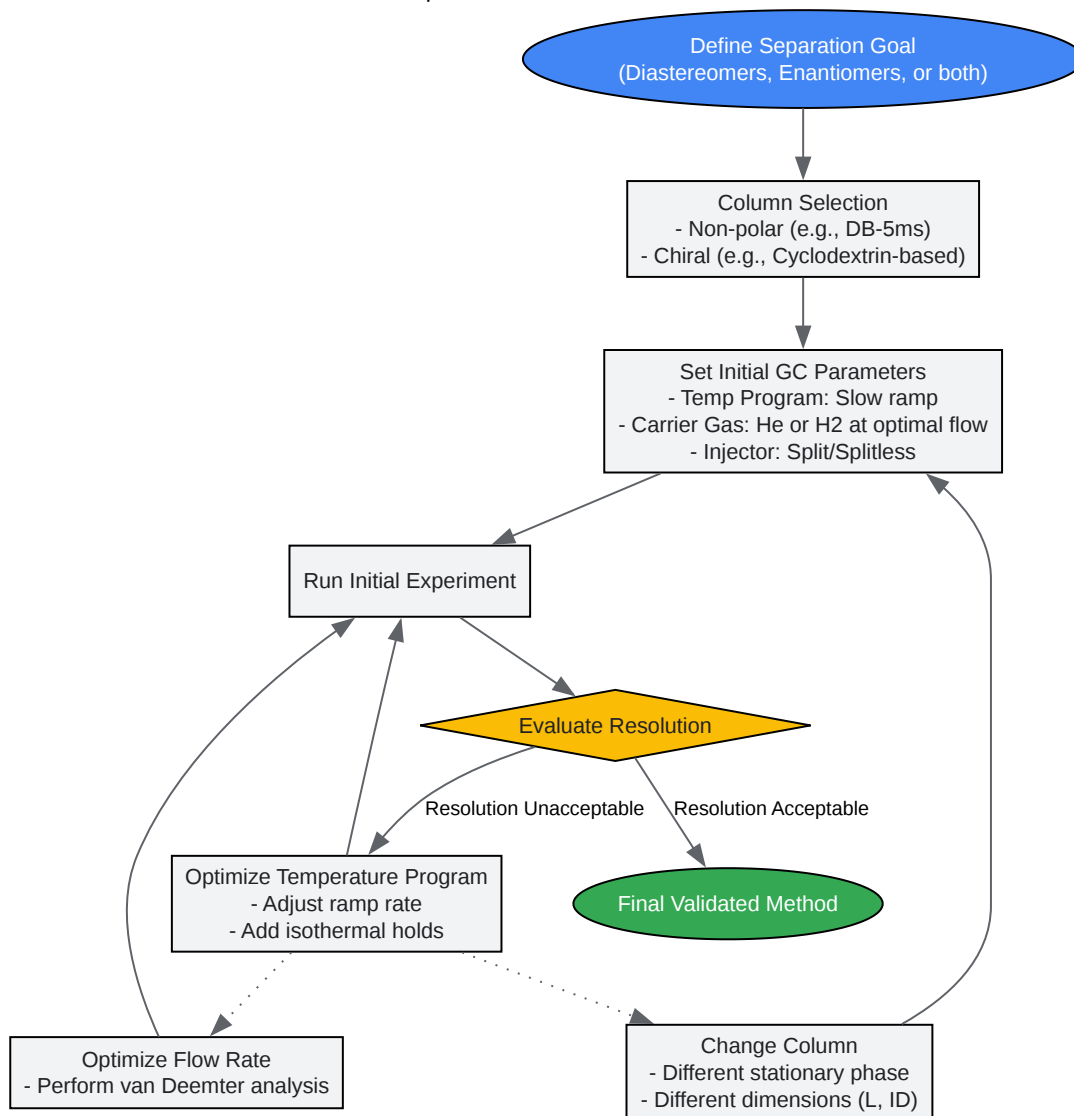 Define Separation Goal
(Diastereomers, Enantiomers, or both)
Column Selection
- Non-polar (e.g., DB-5ms)
- Chiral (e.g., Cyclodextrin-based)
Set Initial GC Parameters
- Temp Program: Slow ramp
- Carrier Gas: He or H2 at optimal flow
- Injector: Split/Splitless
Run Initial Experiment
Evaluate Resolution
Resolution Unacceptable
Resolution Acceptable
Optimize Temperature Program
- Adjust ramp rate
- Add isothermal holds
Final Validated Method
Optimize Flow Rate
- Perform van Deemter analysis
Change Column
- Different stationary phase
- Different dimensions (L, ID)